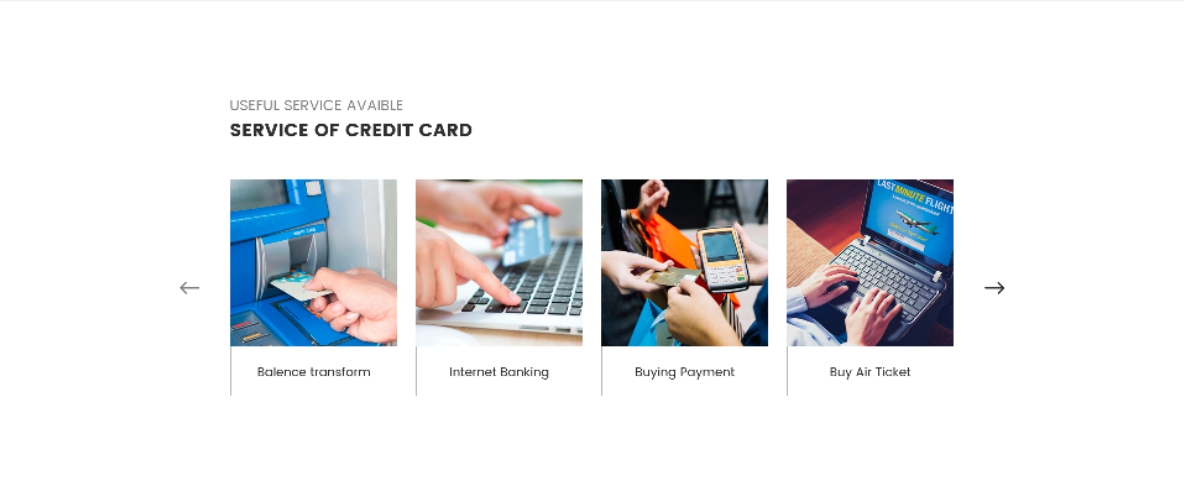 USEFUL SERVICE AVAIBLE
SERVICE OF CREDIT CARD
LAST MINUTE FLIGHT
Balence transform
Internet Banking
Buying Payment
Buy Air Ticket